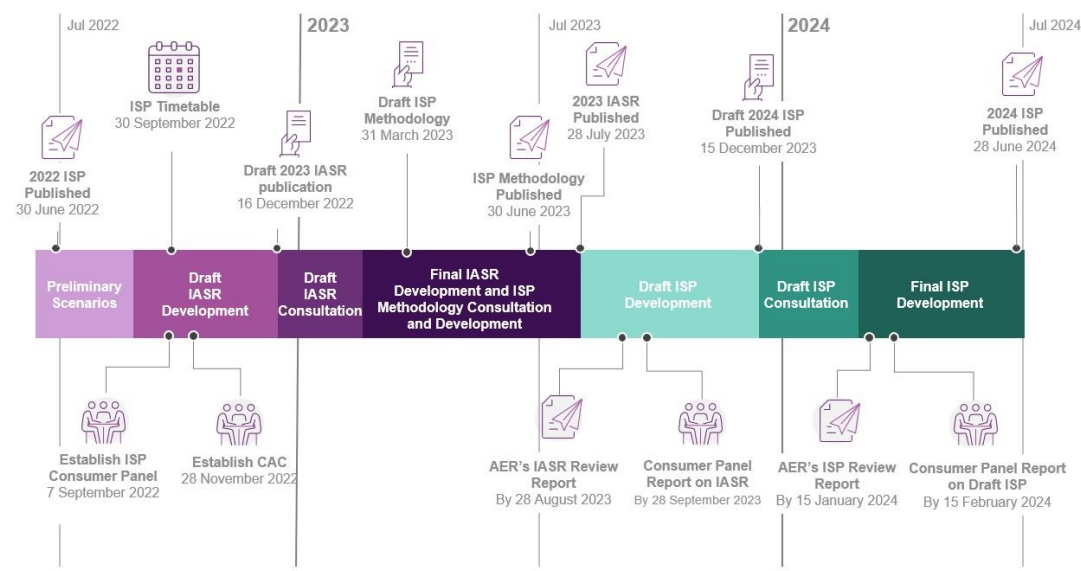 Jul 2022
2023
Jul 2023
2024
Jul 2024
2022 ISP
Published
30 June 2022
ISP Timetable
30 September 2022
Draft 2023 IASR
publication
16 December 2022
Draft ISP
Methodology
31 March 2023
ISP Methodology
Published
30 June 2023
2023 IASR
Published
28 July 2023
Draft 2024 ISP
Published
15 December 2023
2024 ISP
Published
28 June 2024
Preliminary
Scenarios
Draft
IASR
Development
Draft
IASR
Consultation
Final IASR
Development and ISP
Methodology Consultation
and Development
Draft ISP
Development
Draft ISP
Consultation
Final ISP
Development
Establish ISP
Consumer Panel
7 September 2022
Establish CAC
28 November 2022
AER's IASR Review
Report
By 28 August 2023
Consumer Panel
Report on IASR
By 28 September 2023
AER's ISP Review
Report
By 15 January 2024
Consumer Panel Report
on Draft ISP
By 15 February 2024